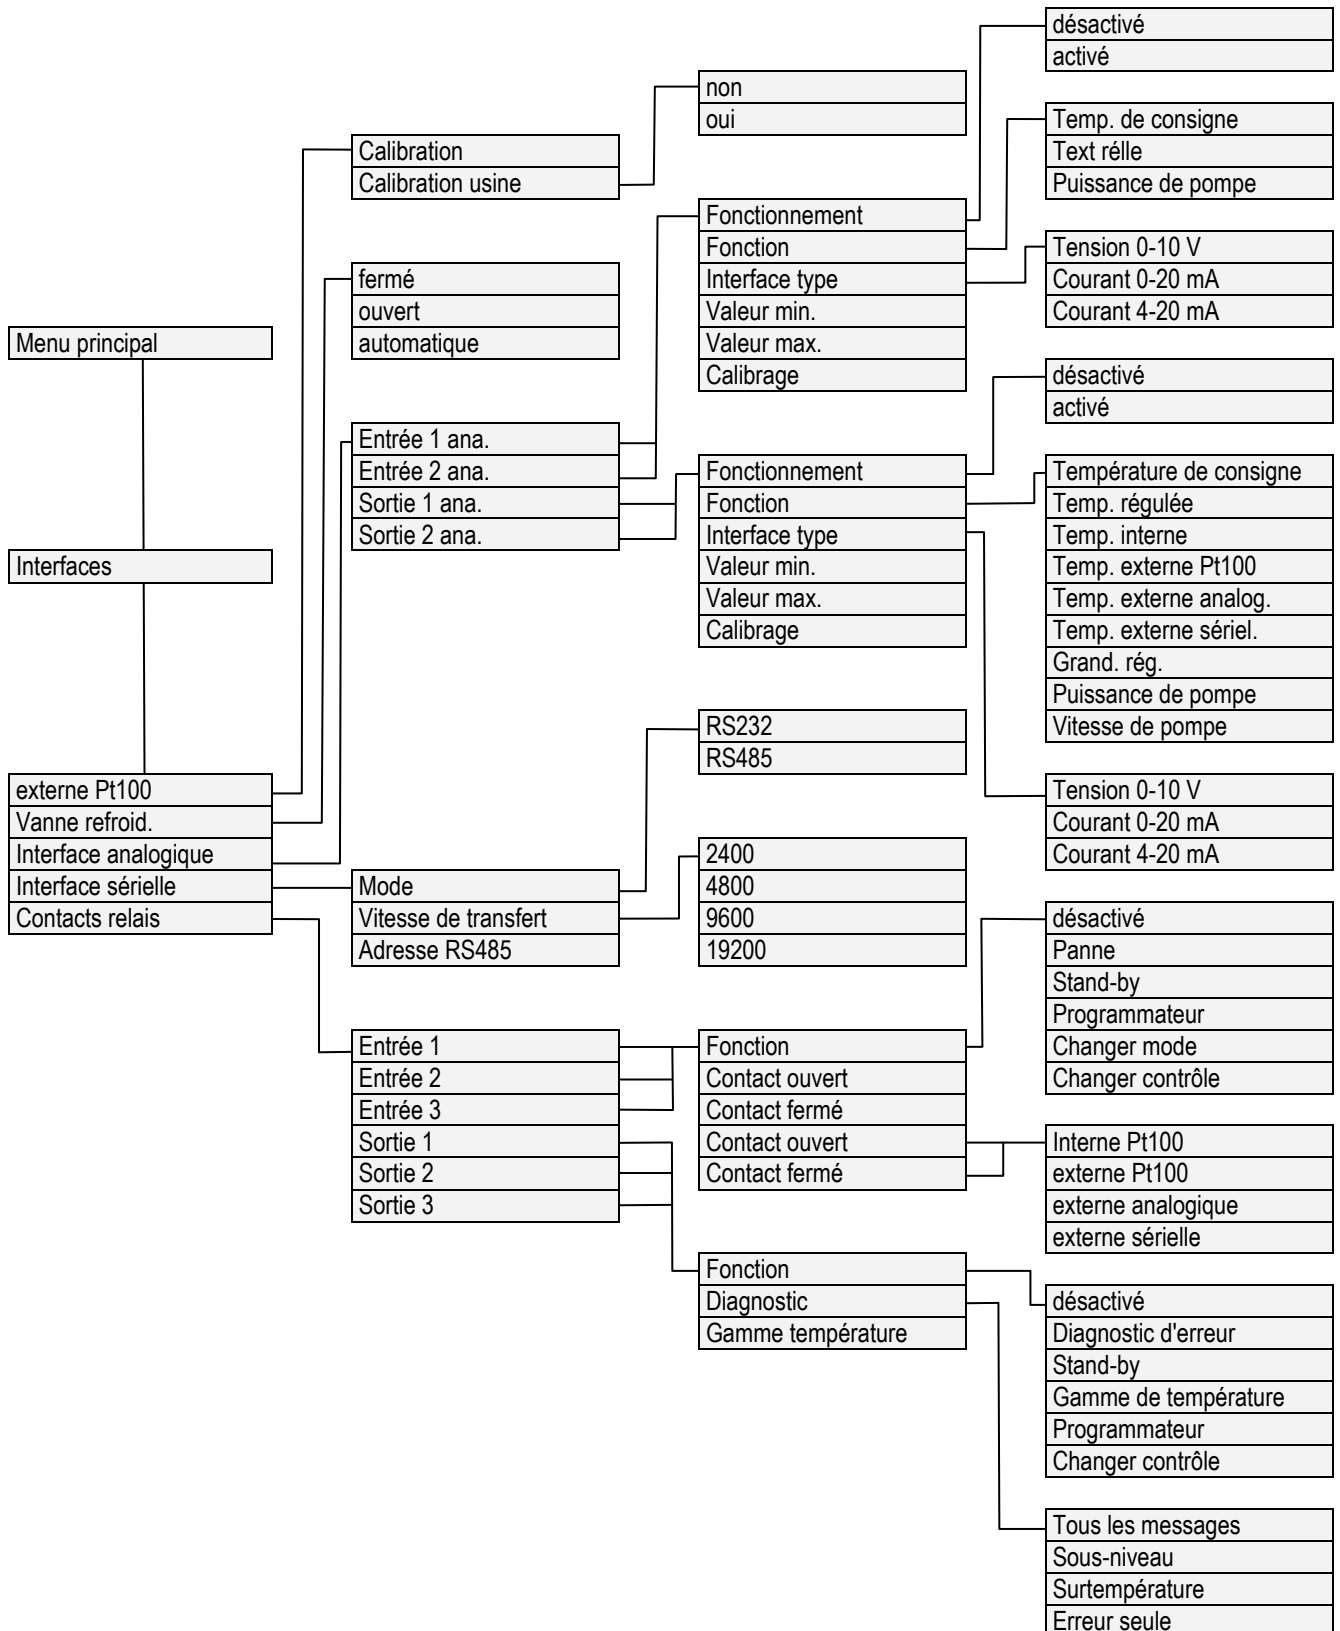 Menu principal
Interfaces
externe Pt100
Vanne refroid.
Interface analogique
Interface sérielle
Contacts relais
Calibration
Calibration usine
fermé
ouvert
automatique
Entrée 1 ana.
Entrée 2 ana.
Sortie 1 ana.
Sortie 2 ana.
Mode
Vitesse de transfert
Adresse RS485
Entrée 1
Entrée 2
Entrée 3
Sortie 1
Sortie 2
Sortie 3
non
oui
Fonctionnement
Fonction
Interface type
Valeur min.
Valeur max.
Calibrage
Fonctionnement
Fonction
Interface type
Valeur min.
Valeur max.
Calibrage
RS232
RS485
2400
4800
9600
19200
Fonction
Contact ouvert
Contact fermé
Contact ouvert
Contact fermé
Fonction
Diagnostic
Gamme température
désactivé
activé
Temp. de consigne
Text rélle
Puissance de pompe
Tension 0-10 V
Courant 0-20 mA
Courant 4-20 mA
désactivé
activé
Température de consigne
Temp. régulée
Temp. interne
Temp. externe Pt100
Temp. externe analog.
Temp. externe sériel.
Grand. rég.
Puissance de pompe
Vitesse de pompe
Tension 0-10 V
Courant 0-20 mA
Courant 4-20 mA
désactivé
Panne
Stand-by
Programmateur
Changer mode
Changer contrôle
Interne Pt100
externe Pt100
externe analogique
externe sérielle
désactivé
Diagnostic d'erreur
Stand-by
Gamme de température
Programmateur
Changer contrôle
Tous les messages
Sous-niveau
Surtempérature
Erreur seule